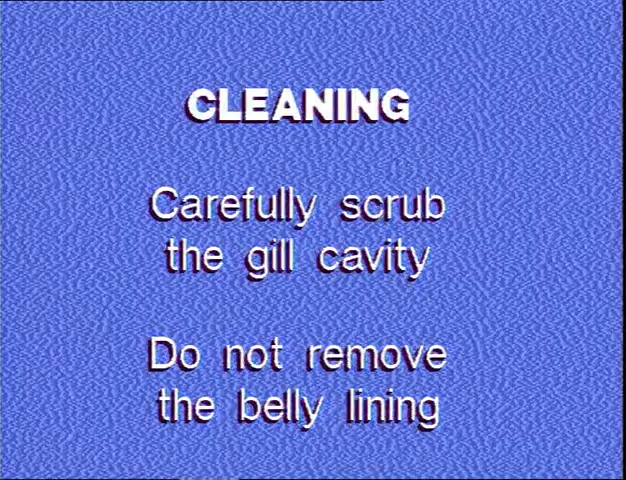 CLEANING
Carefully scrub
the gill cavity
Do not remove
the belly lining